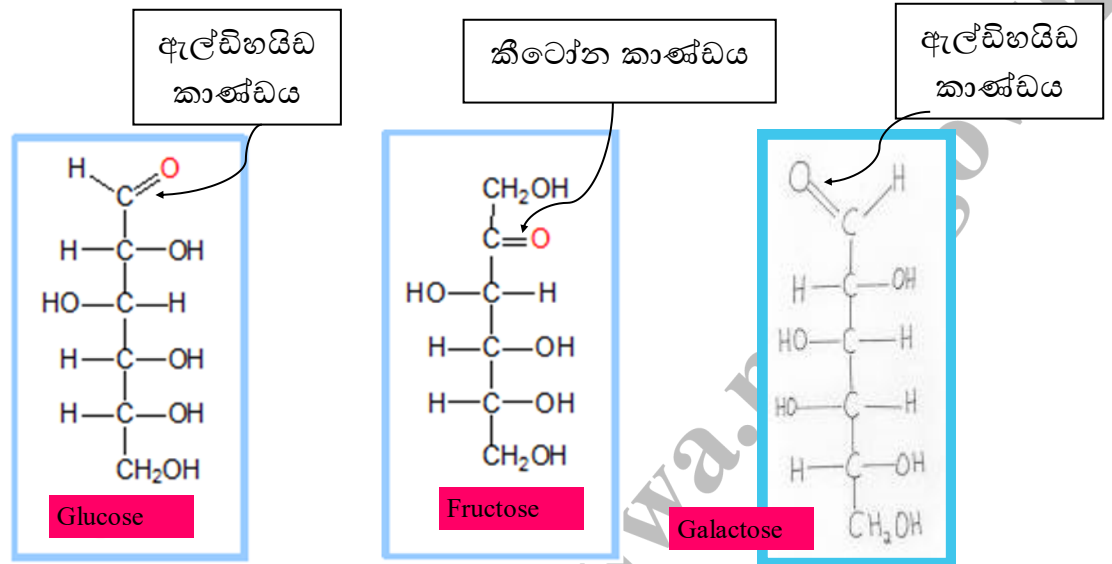 ඇල්ඩිහයිඩ
කාණ්ඩය
කීටෝන කාණ්ඩය
ඇල්ඩිහයිඩ
කාණ්ඩය
H O
C
H—C—OH
HO—C—H
H—C—OH
H—C—OH
CH₂OH
Glucose
CH₂OH
C=O
HO—C—H
H—C—OH
H—C—OH
CH₂OH
Fructose
O H
C
H—C—OH
HO—C—H
HO—C—H
H—C—OH
CH₂OH
Galactose